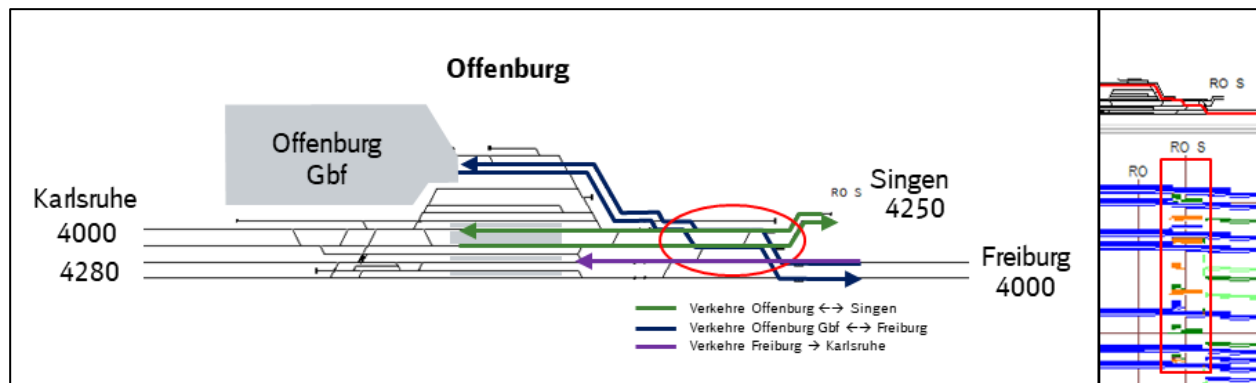 Offenburg
Offenburg
Gbf
Karlsruhe
4000
4280
RO S
Singen
4250
Freiburg
4000
Verkehre Offenburg ←→ Singen
Verkehre Offenburg Gbf ←→ Freiburg
Verkehre Freiburg → Karlsruhe
RO S
RO S
RO